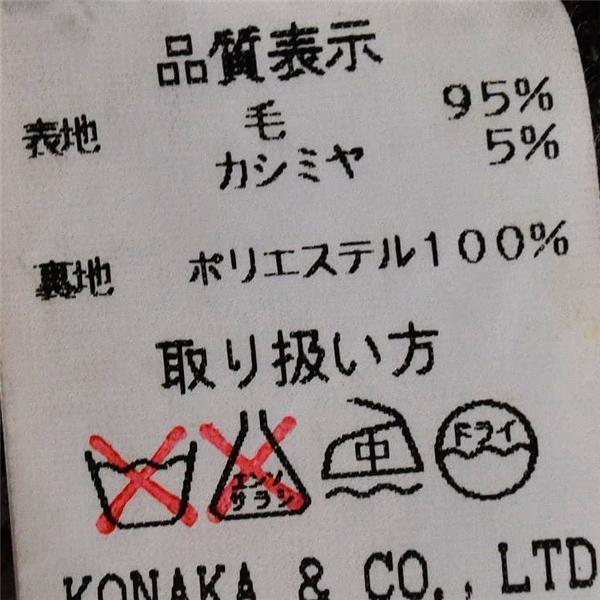 品質表示
表地 毛 95%
カシミヤ 5%
裏地 ポリエステル100%
取り扱い方
エンソ サラシ 中 ドライ
KONAKA & CO., LTD